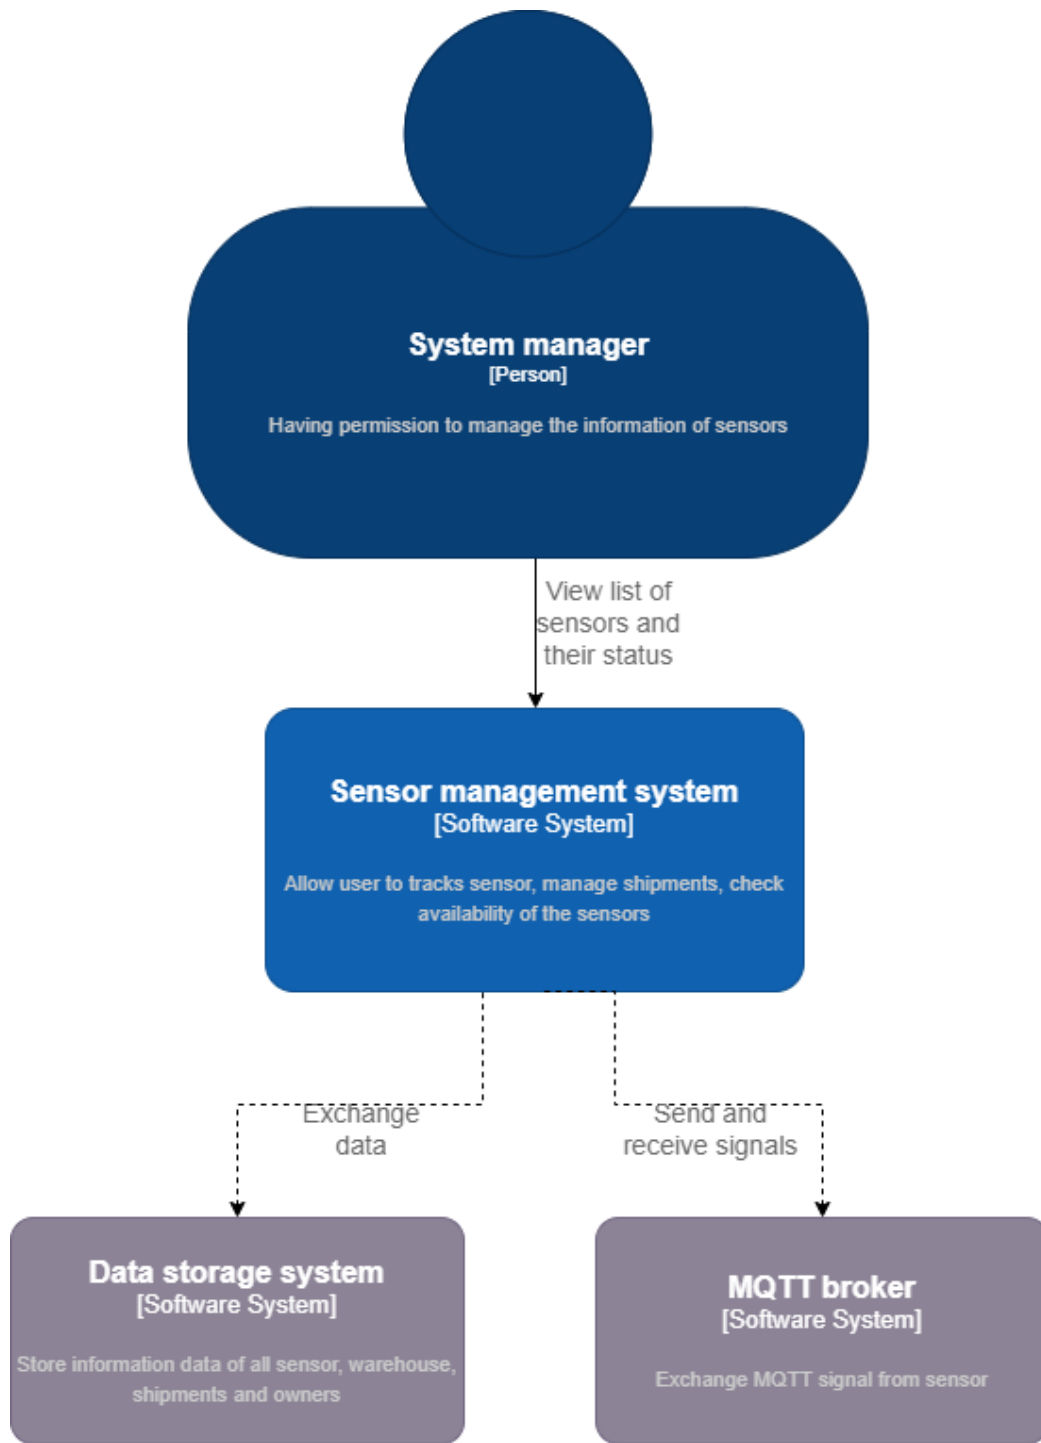 System manager
[Person]
Having permission to manage the information of sensors
View list of
sensors and
their status
Sensor management system
[Software System]
Allow user to tracks sensor, manage shipments, check
availability of the sensors
Exchange
data
Send and
receive signals
Data storage system
[Software System]
Store information data of all sensor, warehouse,
shipments and owners
MQTT broker
[Software System]
Exchange MQTT signal from sensor